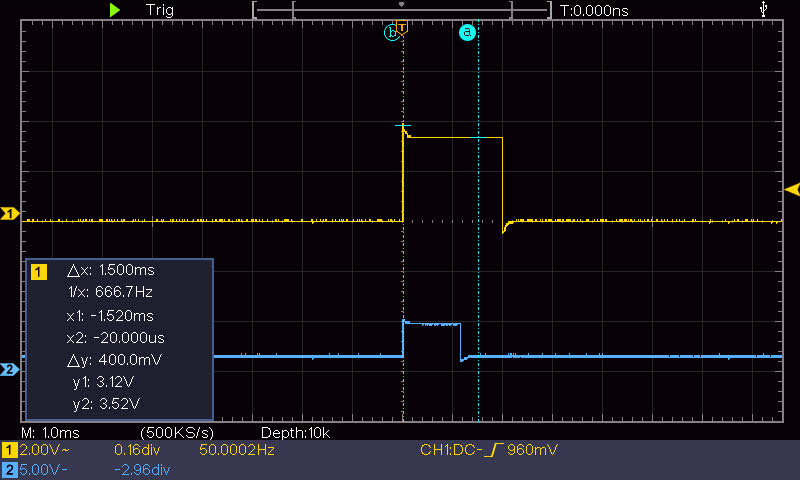 Trig T:0.000ns
b T a
1
1 △x: 1.500ms
1/x: 666.7Hz
x1: -1.520ms
x2: -20.000us
△y: 400.0mV
y1: 3.12V
y2: 3.52V
2
M: 1.0ms (500KS/s) Depth:10k
1 2.00V~ 0.16div 50.0002Hz CH1:DC- 960mV
2 5.00V- -2.96div